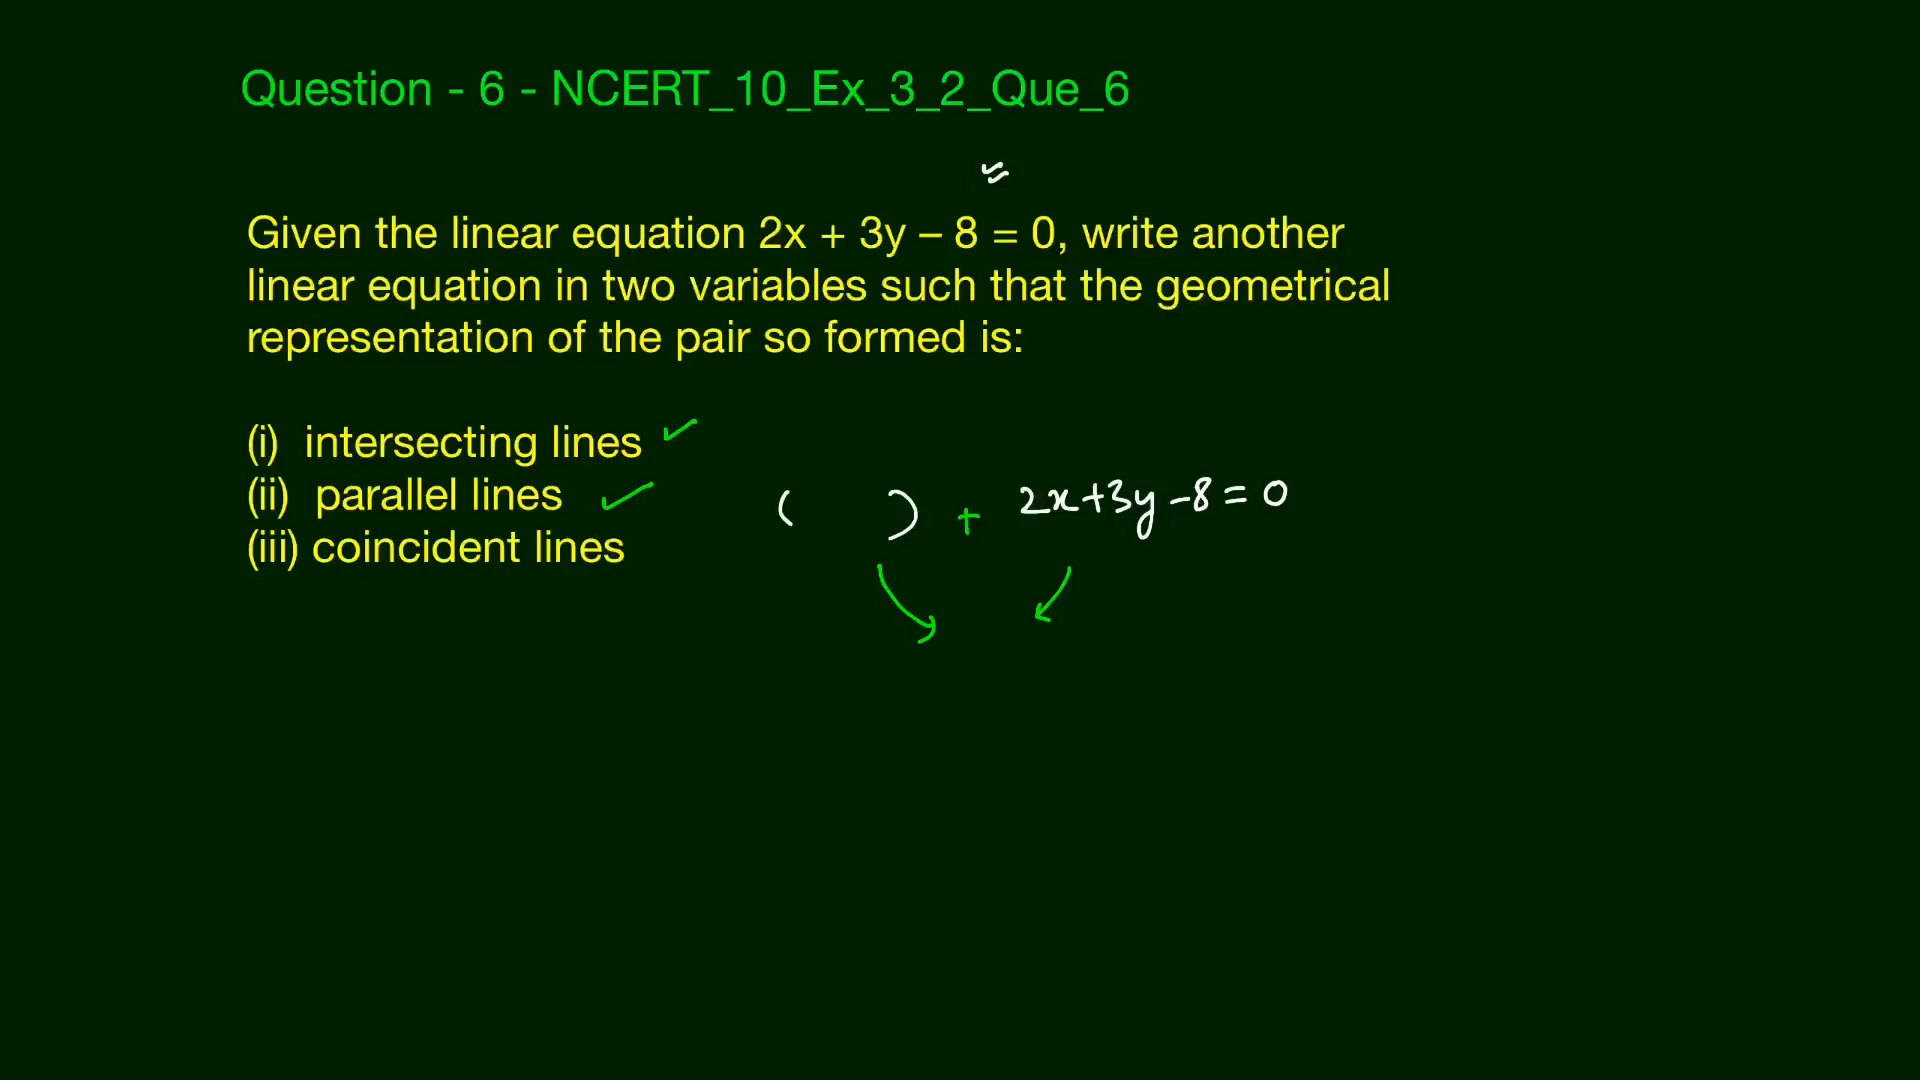 Question - 6 - NCERT_10_Ex_3_2_Que_6
Given the linear equation 2x + 3y – 8 = 0, write another
linear equation in two variables such that the geometrical
representation of the pair so formed is:
(i) intersecting lines ✓
(ii) parallel lines ✓
( ) + 2x+3y-8=0
(iii) coincident lines